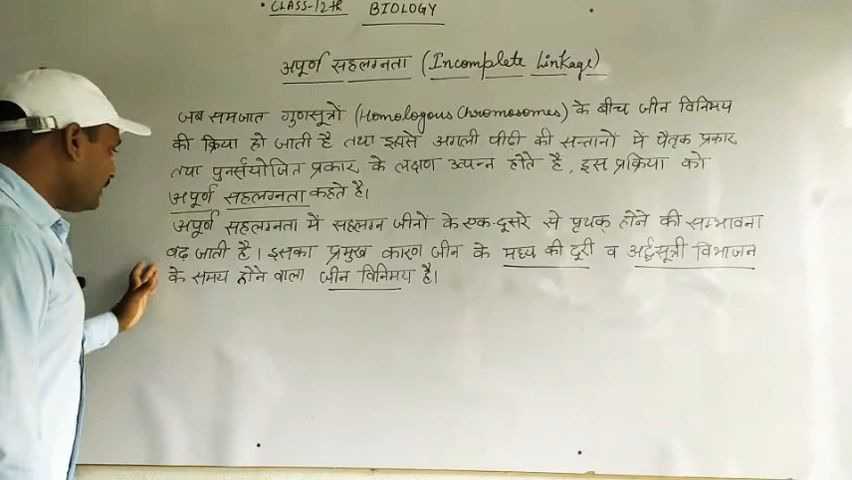 • CLASS-12th BIOLOGY
अपूर्ण सहलग्नता (Incomplete Linkage)
जब समजात गुणसूत्रों (Homologous Chromosomes) के बीच जीन विनिमय
की क्रिया हो जाती है तथा इससे अगली पीढ़ी की सन्तानों में पैतृक प्रकार
तथा पुनर्संयोजित प्रकार के लक्षण उत्पन्न होते है, इस प्रक्रिया को
अपूर्ण सहलग्नता कहते है।
अपूर्ण सहलग्नता में सहलग्न जीनों के एक-दूसरे से पृथक् होने की सम्भावना
बढ़ जाती है। इसका प्रमुख कारण जीन के मध्य की दूरी व अर्द्धसूत्री विभाजन
के समय होने वाला जीन विनिमय है।